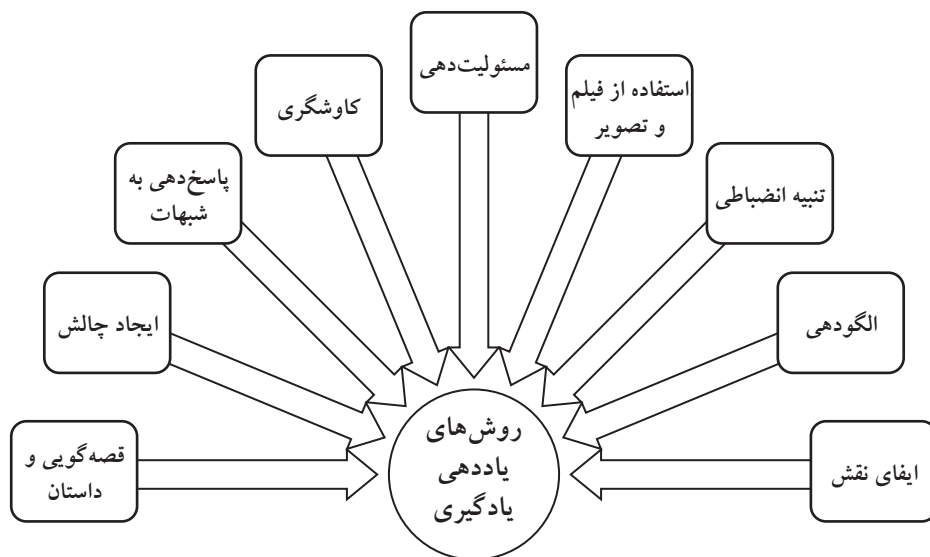 مسئولیت‌دهی
استفاده از فیلم
و تصویر
کاوشگری
تنبیه انضباطی
پاسخ‌دهی به
شبهات
الگودهی
ایجاد چالش
ایفای نقش
قصه‌گویی و
داستان
روش‌های
یاددهی
یادگیری